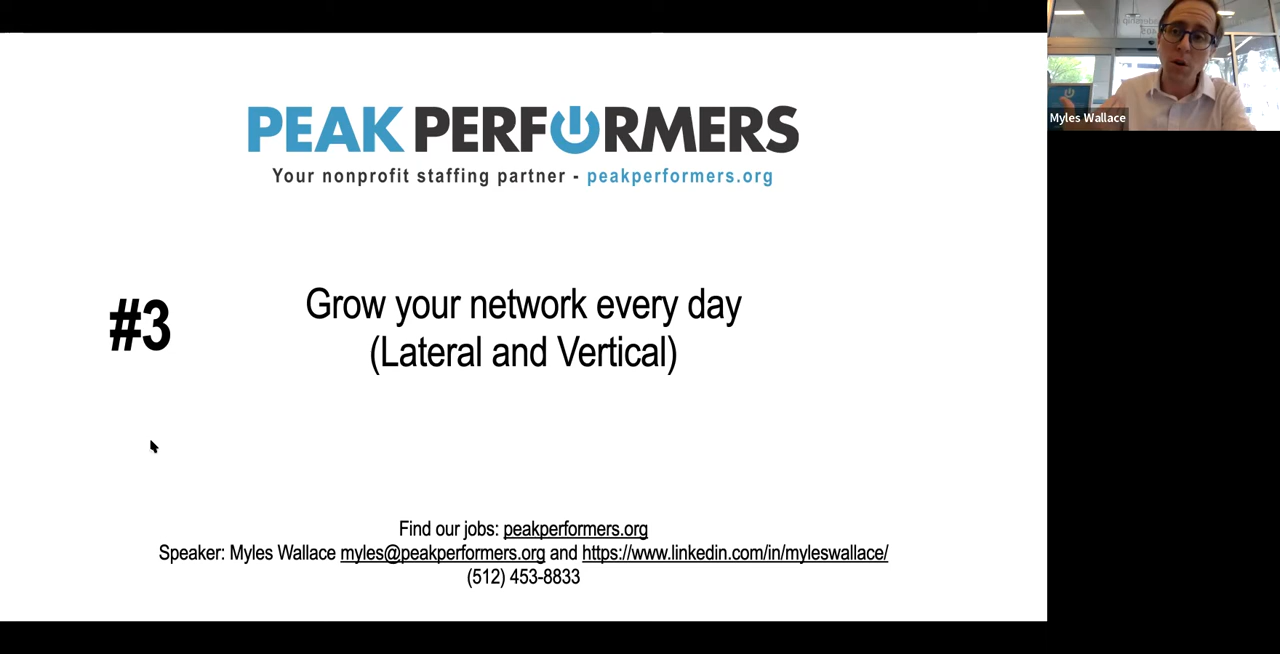 PEAK PERFORMERS
Your nonprofit staffing partner - peakperformers.org
#3
Grow your network every day
(Lateral and Vertical)
Find our jobs: peakperformers.org
Speaker: Myles Wallace myles@peakperformers.org and https://www.linkedin.com/in/myleswallace/
(512) 453-8833
Myles Wallace